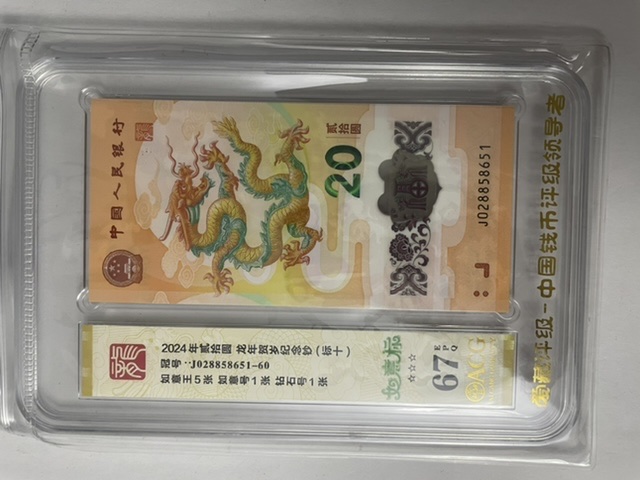 中国人民银行
贰拾圆
20
J028858651
龍
2024年贰拾圆 龙年贺岁纪念钞(标十)
冠号:J028858651-60
如意王5张 如意号1张 钻石号1张
如意标
☆☆☆
67 EPQ
ACG
评级-中国钱币评级领导者